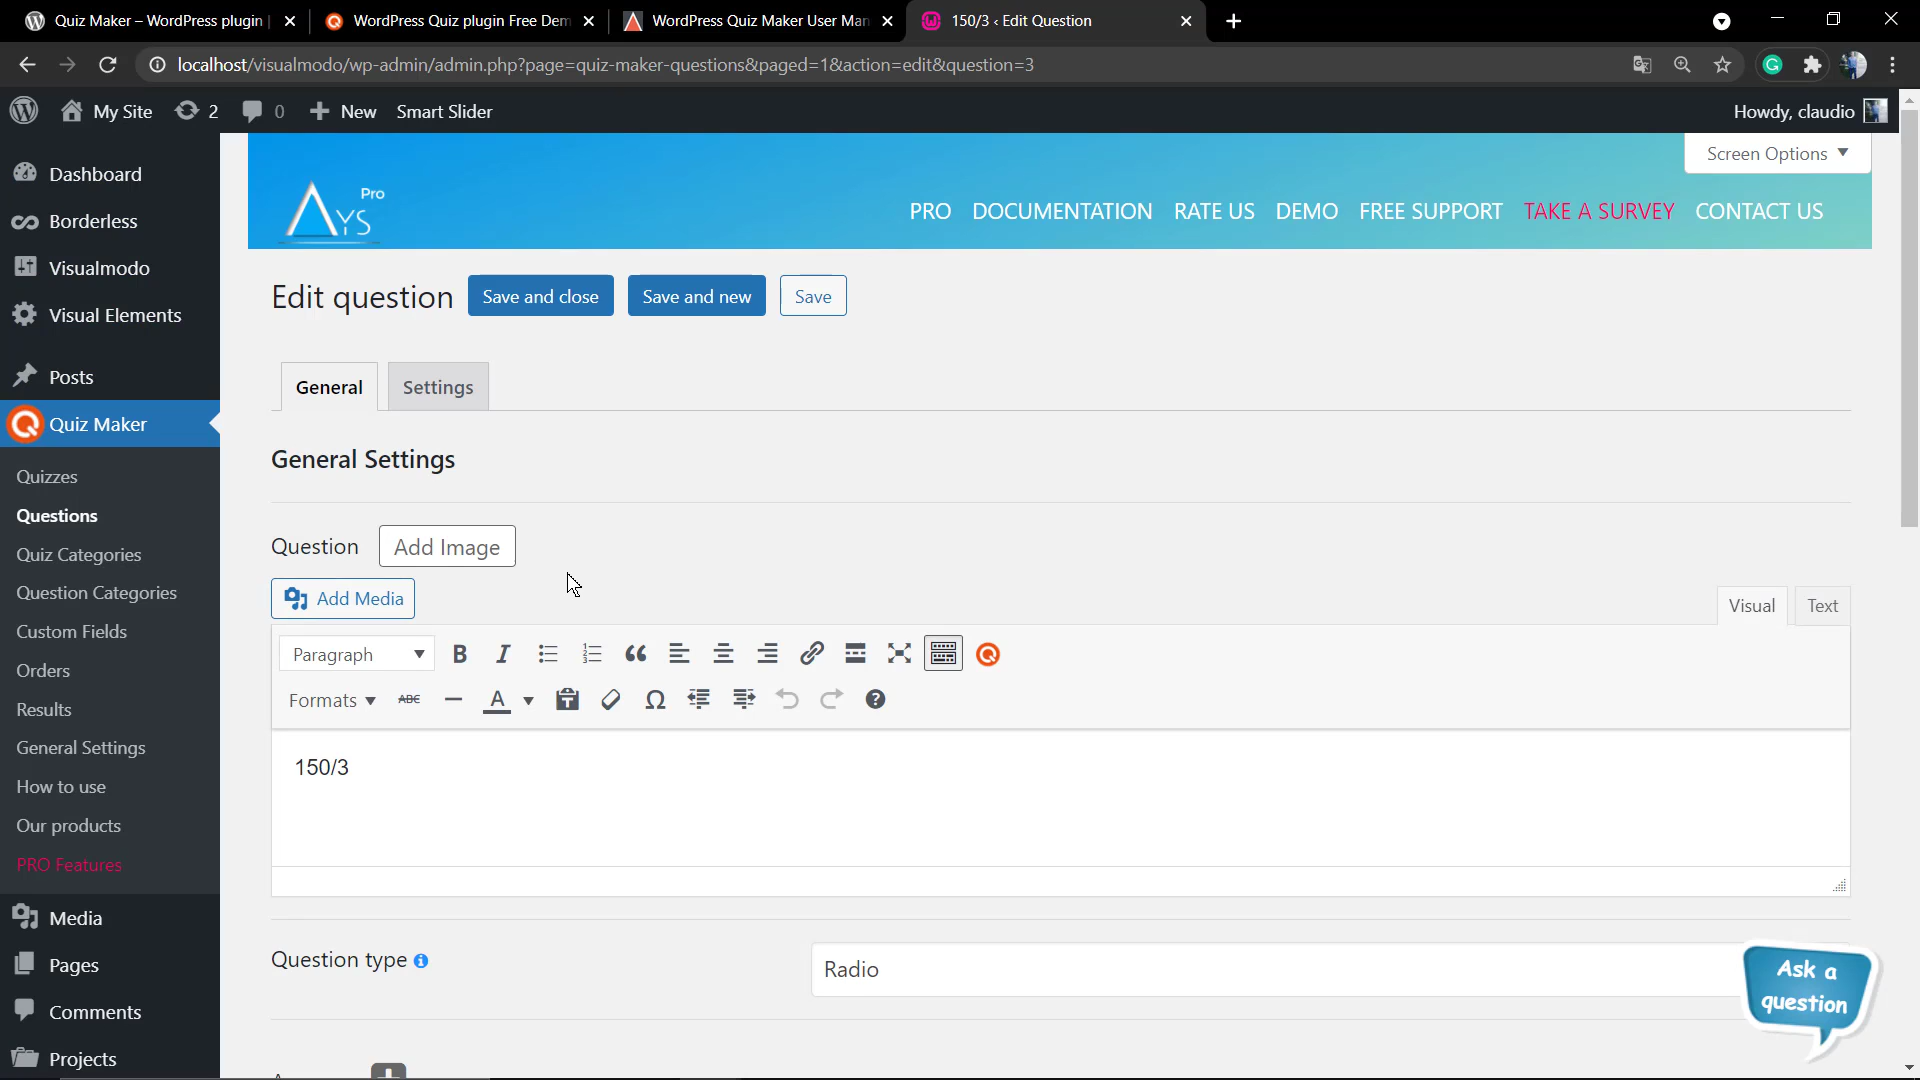 Quiz Maker – WordPress plugin
WordPress Quiz plugin Free Dem
WordPress Quiz Maker User Man
150/3 ‹ Edit Question
localhost/visualmodo/wp-admin/admin.php?page=quiz-maker-questions&paged=1&action=edit&question=3
My Site
2
0
New
Smart Slider
Howdy, claudio
Dashboard
Borderless
Visualmodo
Visual Elements
Posts
Quiz Maker
Quizzes
Questions
Quiz Categories
Question Categories
Custom Fields
Orders
Results
General Settings
How to use
Our products
PRO Features
Media
Pages
Comments
Projects
Screen Options
AYS Pro
PRO
DOCUMENTATION
RATE US
DEMO
FREE SUPPORT
TAKE A SURVEY
CONTACT US
Edit question
Save and close
Save and new
Save
General
Settings
General Settings
Question
Add Image
Add Media
Visual
Text
Paragraph
Formats
ABC
150/3
Question type
Radio
Ask a
question